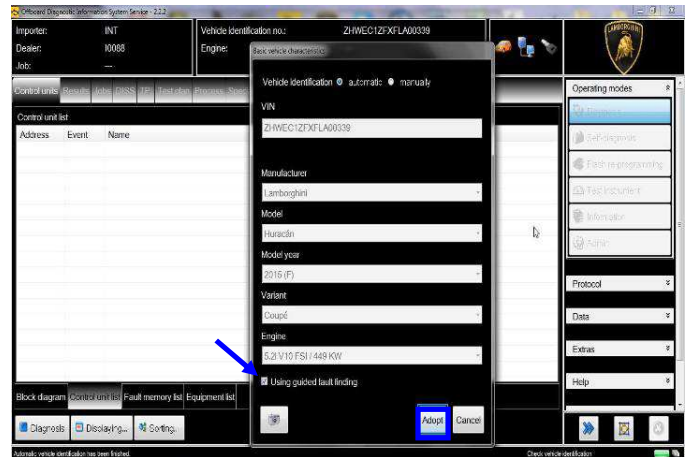 Offboard Diagnostic Information System Service - 2.2.2
Importer: INT
Dealer: I0088
Job: ---
Vehicle identification no.: ZHWEC1ZFXFLA00339
Engine:
LAMBORGHINI
Control units Results Jobs DISS TP Test plan Process Spec
Control unit list
Address Event Name
Basic vehicle characteristics
Vehicle identification automatic manually
VIN
ZHWEC1ZFXFLA00339
Manufacturer
Lamborghini
Model
Huracán
Model year
2015 (F)
Variant
Coupé
Engine
5.2l V10 FSI / 449 KW
Using guided fault finding
Adopt Cancel
Operating modes
Diagnosis
Self-diagnosis
Flash re-programming
Test instrument
Information
Admin
Protocol
Data
Extras
Help
Block diagram Control unit list Fault memory list Equipment list
Diagnosis Displaying... Sorting...
Automatic vehicle identification has been finished. Check vehicle identification